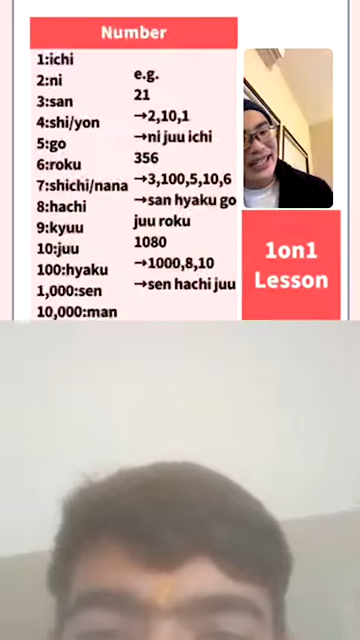 Number
1:ichi
2:ni
3:san
4:shi/yon
5:go
6:roku
7:shichi/nana
8:hachi
9:kyuu
10:juu
100:hyaku
1,000:sen
10,000:man
e.g.
21
→2,10,1
→ni juu ichi
356
→3,100,5,10,6
→san hyaku go
juu roku
1080
→1000,8,10
→sen hachi juu
1on1
Lesson